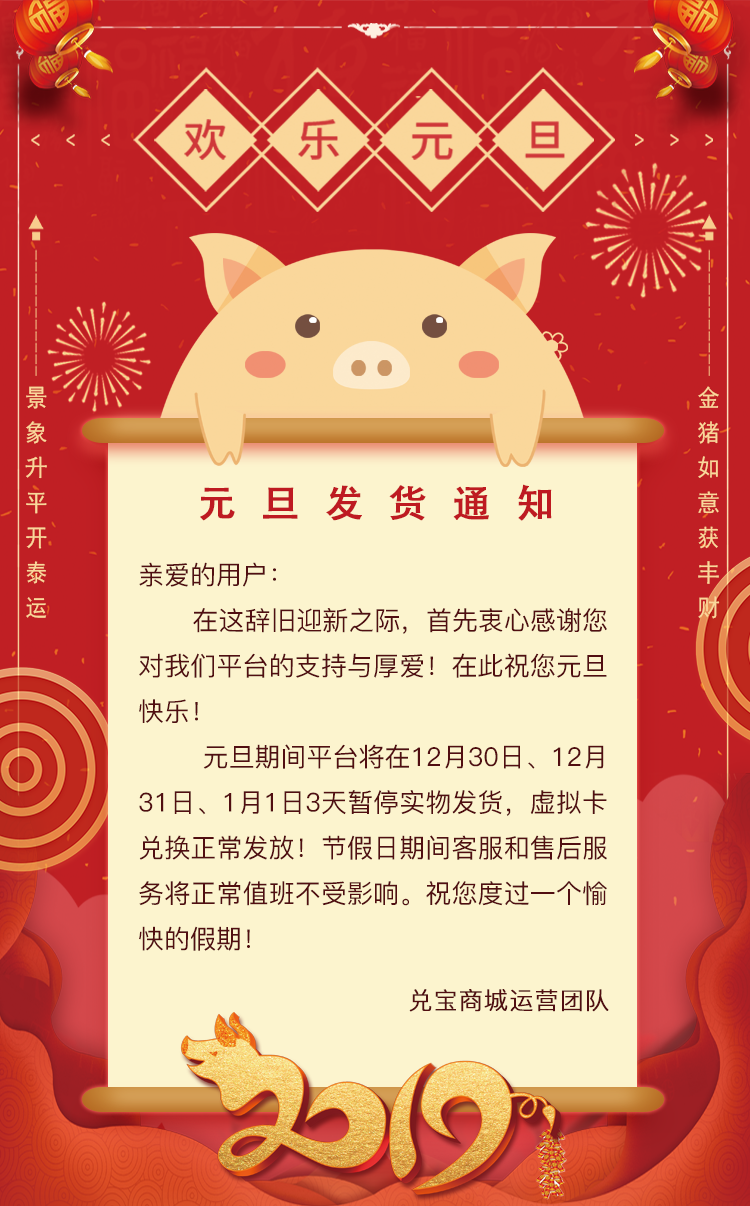 福
福
福
福
欢乐元旦
景象升平开泰运
金猪如意获丰财
元旦发货通知
亲爱的用户：
在这辞旧迎新之际，首先衷心感谢您
对我们平台的支持与厚爱！在此祝您元旦
快乐！
元旦期间平台将在12月30日、12月
31日、1月1日3天暂停实物发货，虚拟卡
兑换正常发放！节假日期间客服和售后服
务将正常值班不受影响。祝您度过一个愉
快的假期！
兑宝商城运营团队
2019